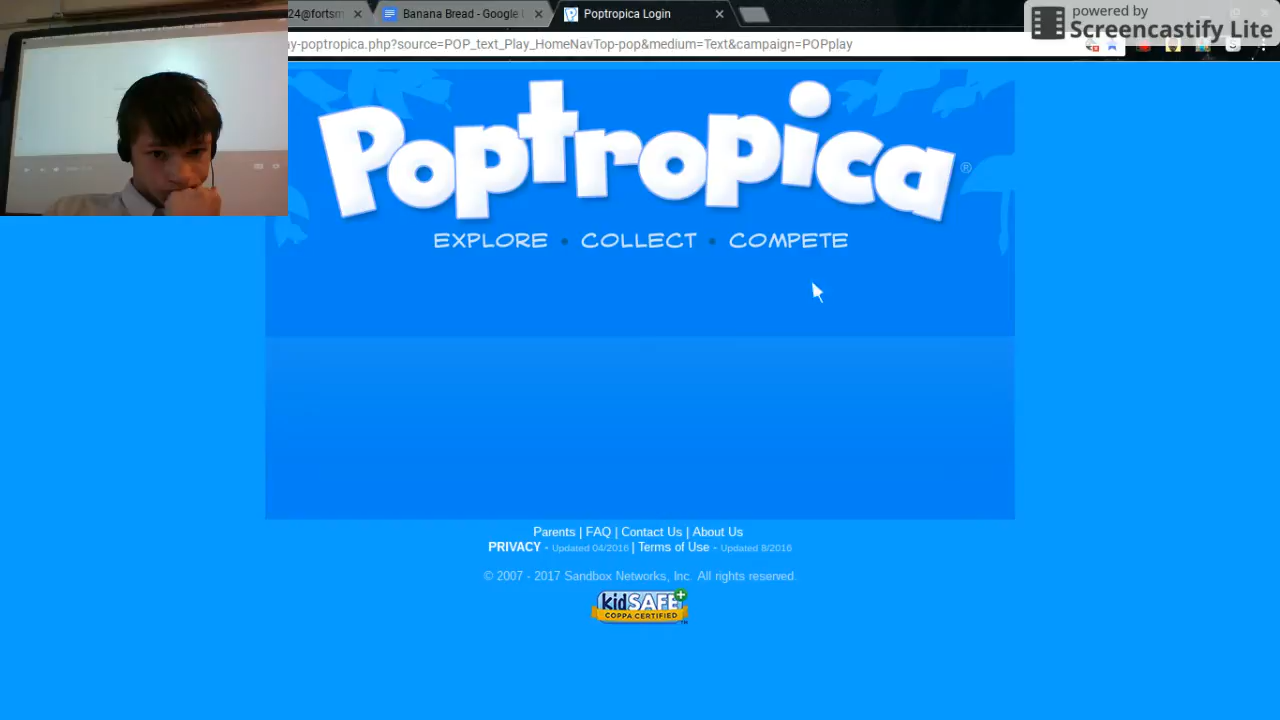 24@fortsm
Banana Bread - Google
Poptropica Login
powered by
Screencastify Lite
y-poptropica.php?source=POP_text_Play_HomeNavTop-pop&medium=Text&campaign=POPplay
Poptropica®
EXPLORE • COLLECT • COMPETE
Parents | FAQ | Contact Us | About Us
PRIVACY - Updated 04/2016 | Terms of Use - Updated 8/2016
© 2007 - 2017 Sandbox Networks, Inc. All rights reserved.
kidSAFE
COPPA CERTIFIED